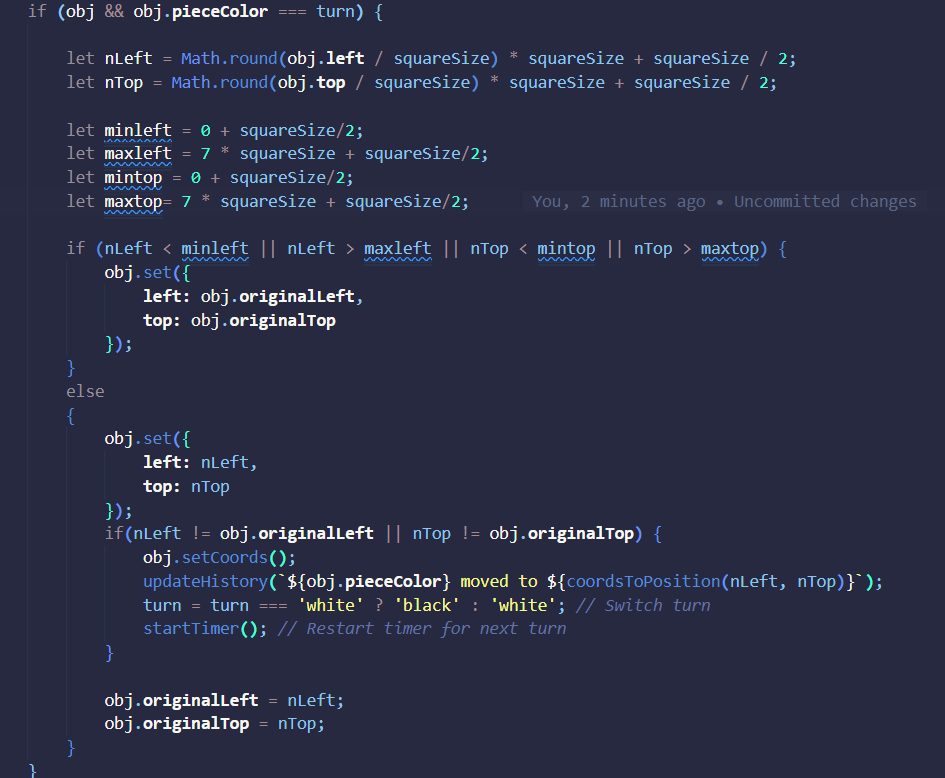 if (obj && obj.pieceColor === turn) {
let nLeft = Math.round(obj.left / squareSize) * squareSize + squareSize / 2;
let nTop = Math.round(obj.top / squareSize) * squareSize + squareSize / 2;
let minleft = 0 + squareSize/2;
let maxleft = 7 * squareSize + squareSize/2;
let mintop = 0 + squareSize/2;
let maxtop= 7 * squareSize + squareSize/2; You, 2 minutes ago • Uncommitted changes
if (nLeft < minleft || nLeft > maxleft || nTop < mintop || nTop > maxtop) {
obj.set({
left: obj.originalLeft,
top: obj.originalTop
});
}
else
{
obj.set({
left: nLeft,
top: nTop
});
if(nLeft != obj.originalLeft || nTop != obj.originalTop) {
obj.setCoords();
updateHistory(`${obj.pieceColor} moved to ${coordsToPosition(nLeft, nTop)}`);
turn = turn === 'white' ? 'black' : 'white'; // Switch turn
startTimer(); // Restart timer for next turn
}
obj.originalLeft = nLeft;
obj.originalTop = nTop;
}
}